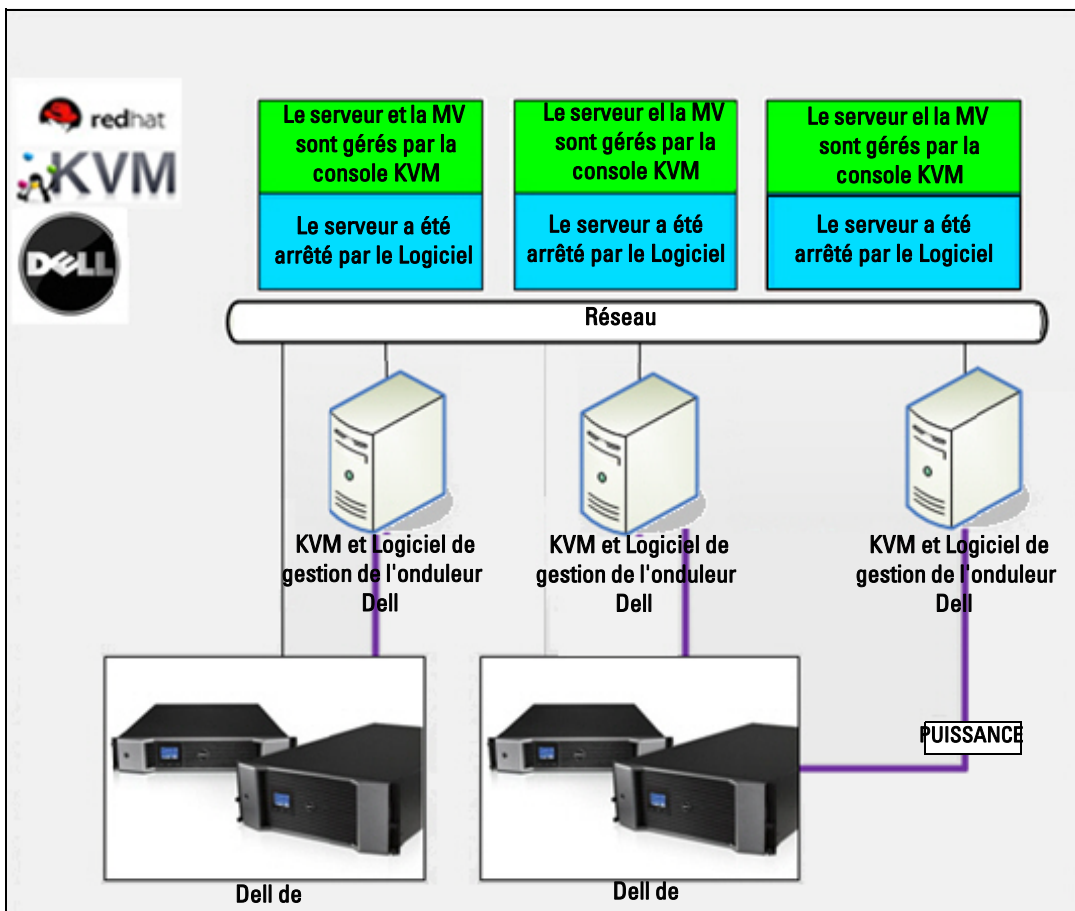 redhat
KVM
DELL
Le serveur et la MV
sont gérés par la
console KVM
Le serveur el la MV
sont gérés par la
console KVM
Le serveur el la MV
sont gérés par la
console KVM
Le serveur a été
arrêté par le Logiciel
Le serveur a été
arrêté par le Logiciel
Le serveur a été
arrêté par le Logiciel
Réseau
KVM et Logiciel de
gestion de l'onduleur
Dell
KVM et Logiciel de
gestion de l'onduleur
Dell
KVM et Logiciel de
gestion de l'onduleur
Dell
PUISSANCE
Dell de
Dell de